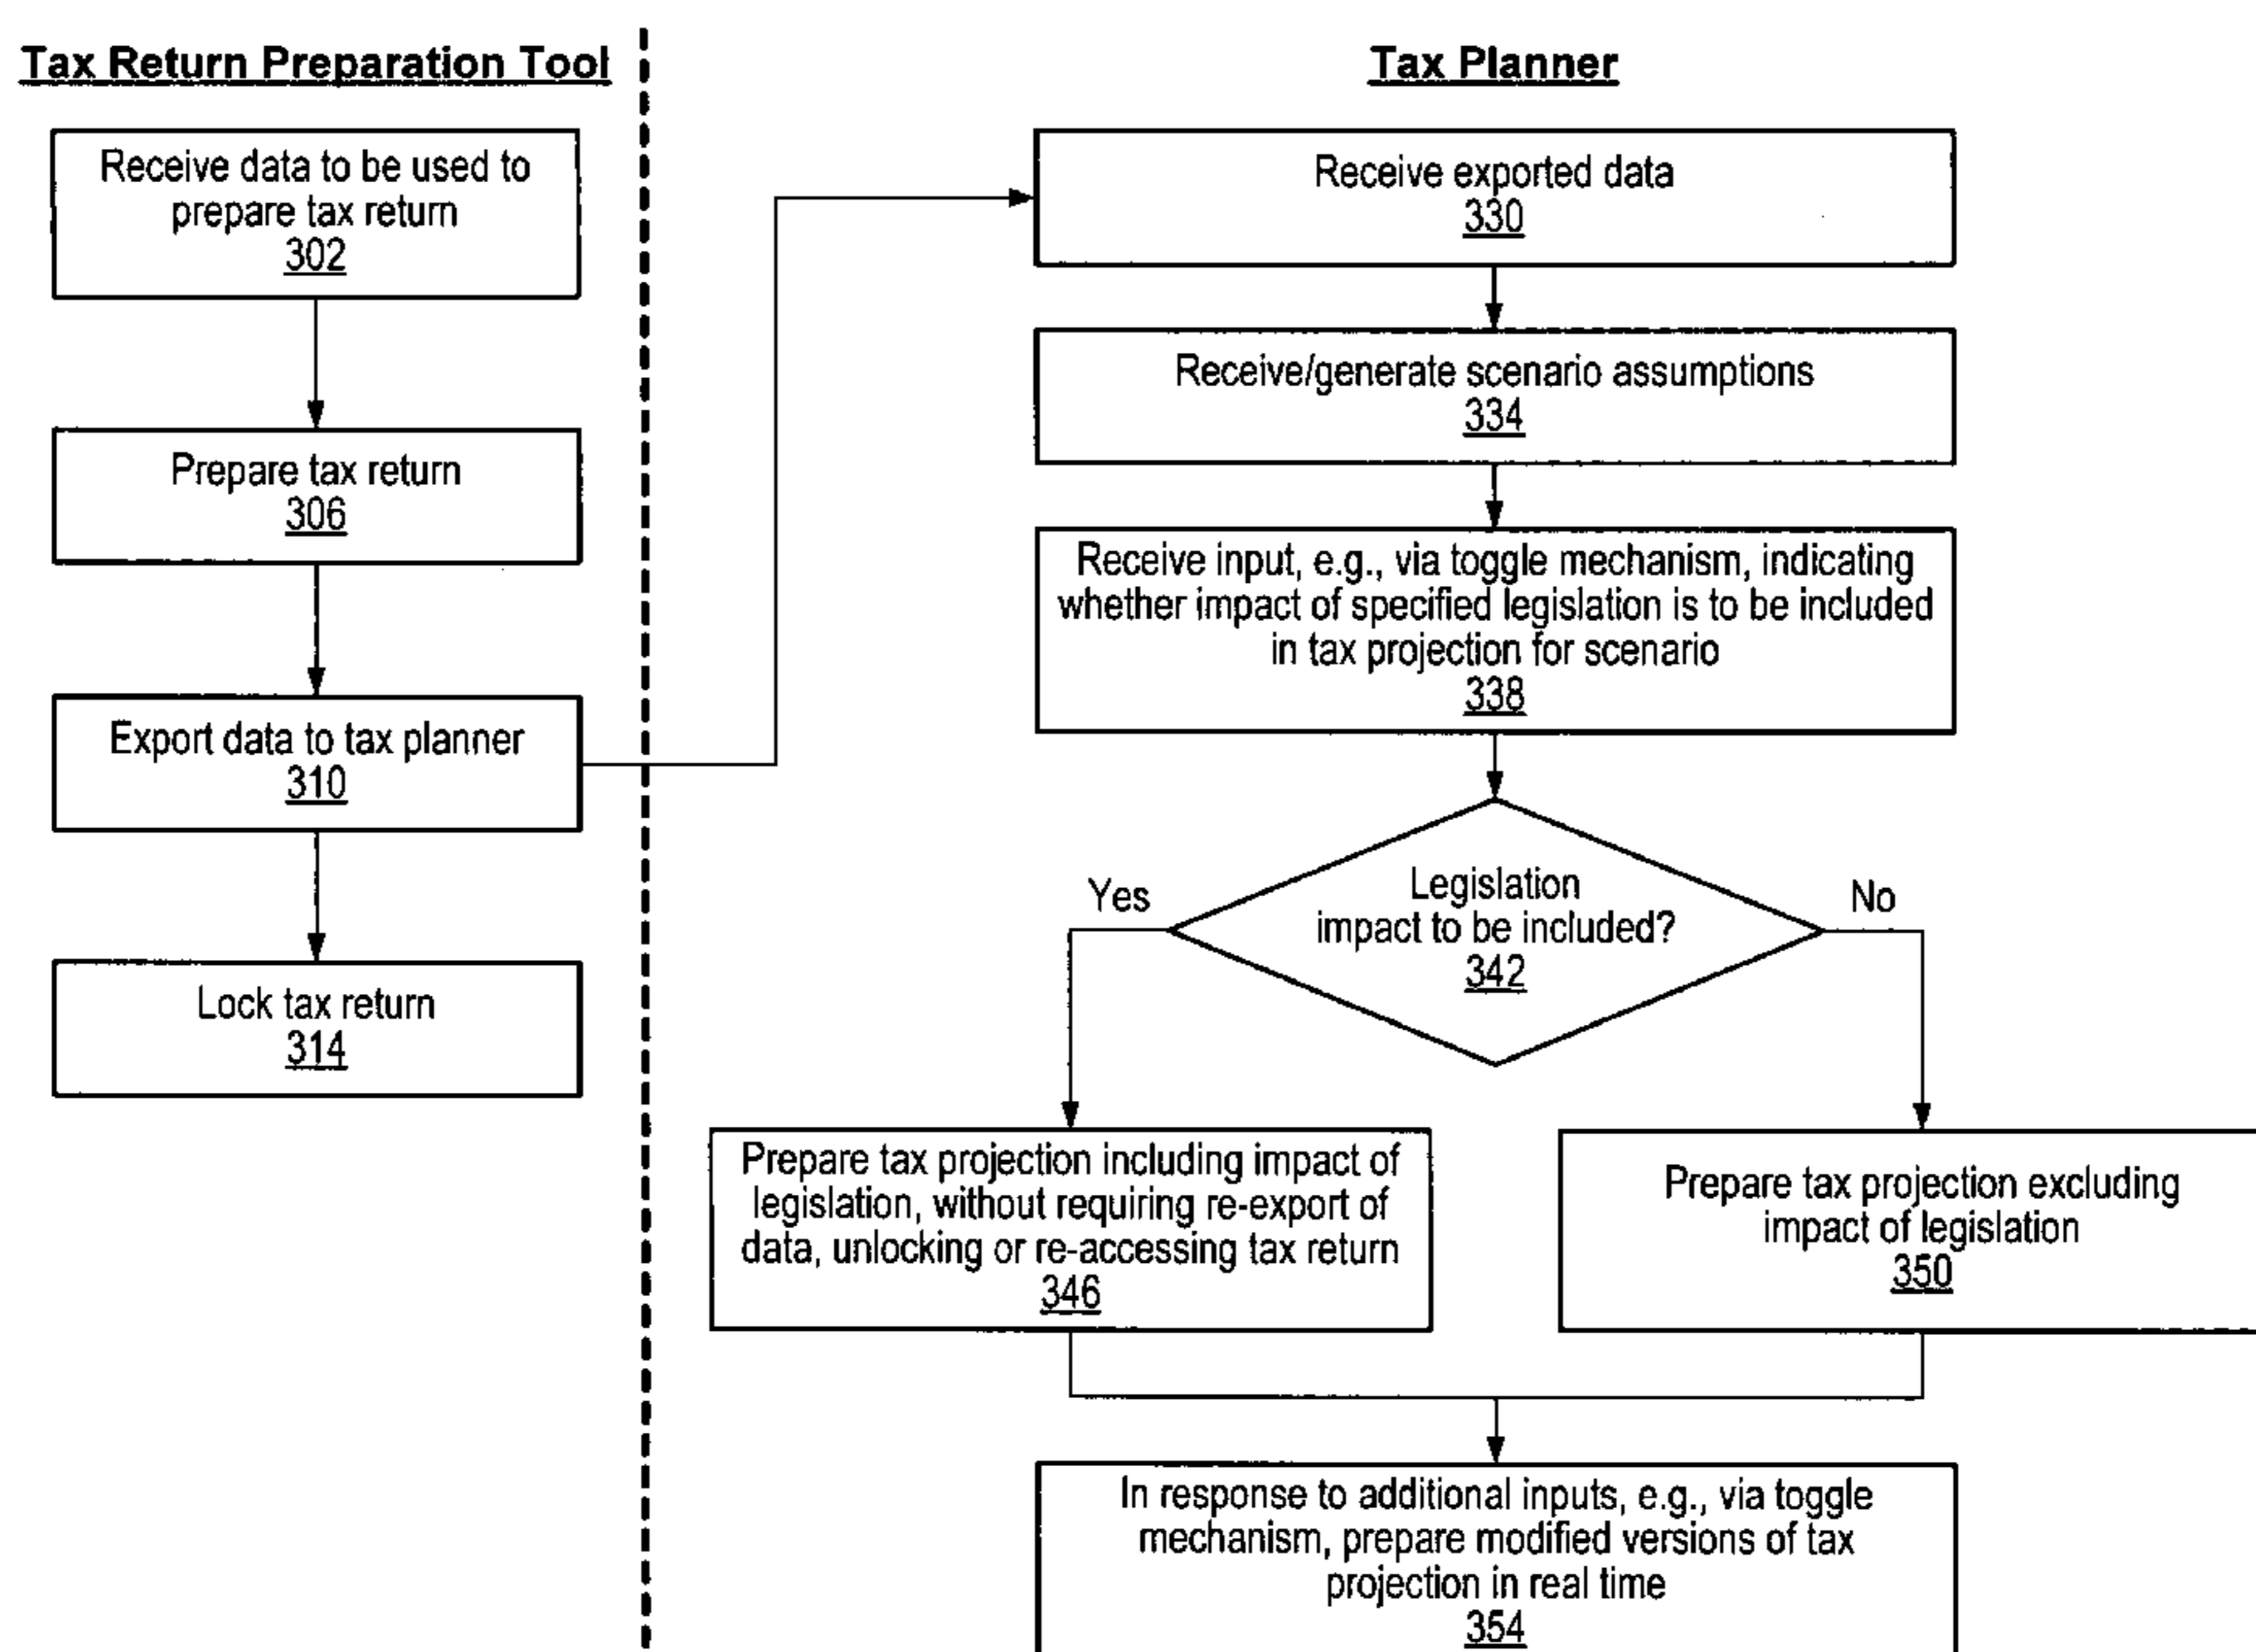 Tax Return Preparation Tool
Receive data to be used to
prepare tax return
302
Prepare tax return
306
Export data to tax planner
310
Lock tax return
314
Tax Planner
Receive exported data
330
Receive/generate scenario assumptions
334
Receive input, e.g., via toggle mechanism, indicating
whether impact of specified legislation is to be included
in tax projection for scenario
338
Legislation
impact to be included?
342
Yes
No
Prepare tax projection including impact of
legislation, without requiring re-export of
data, unlocking or re-accessing tax return
346
Prepare tax projection excluding
impact of legislation
350
In response to additional inputs, e.g., via toggle
mechanism, prepare modified versions of tax
projection in real time
354